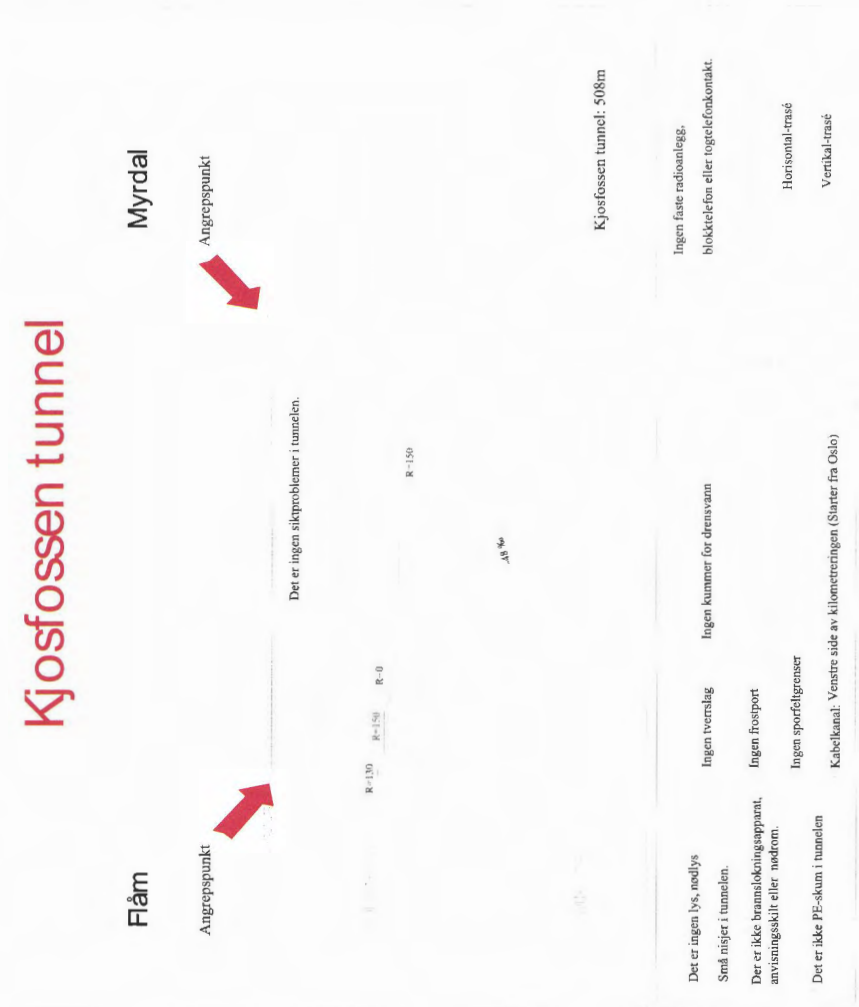 Kjosfossen tunnel
Flåm
Myrdal
Angrepspunkt
Angrepspunkt
Det er ingen siktproblemer i tunnelen.
R=130
R=150
R=0
R=150
48 ‰
Kjosfossen tunnel: 508m
Det er ingen lys, nødlys
Små nisjer i tunnelen.
Der er ikke brannslokningsapparat,
anvisningsskilt eller nødrom.
Det er ikke PE-skum i tunnelen
Ingen tverrslag
Ingen kummer for drensvann
Ingen frostport
Ingen sporfeltgrenser
Kabelkanal: Venstre side av kilometreringen (Starter fra Oslo)
Ingen faste radioanlegg,
blokktelefon eller togtelefonkontakt.
Horisontal-trasé
Vertikal-trasé